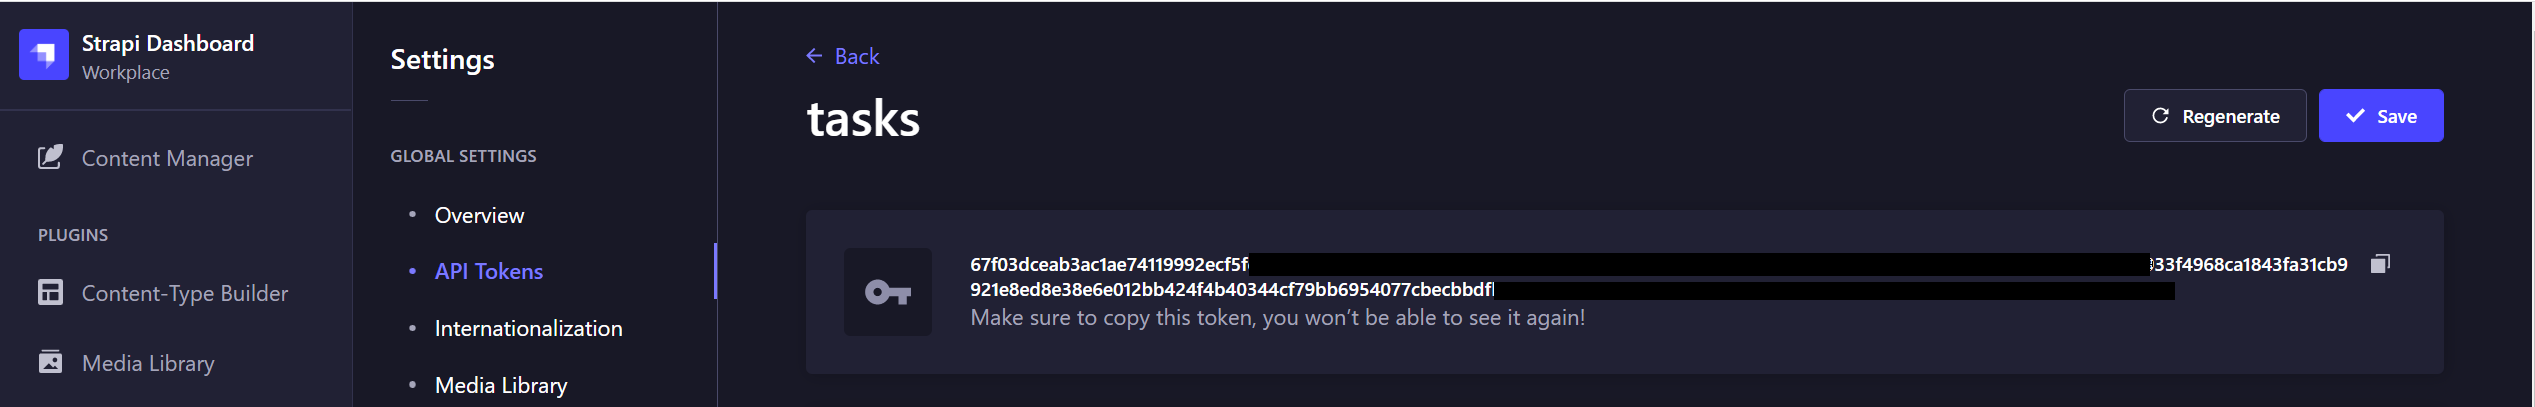 Strapi Dashboard
Workplace
Content Manager
PLUGINS
Content-Type Builder
Media Library
Settings
GLOBAL SETTINGS
Overview
API Tokens
Internationalization
Media Library
Back
tasks
Regenerate
Save
67f03dceab3ac1ae74119992ecf5f 33f4968ca1843fa31cb9
921e8ed8e38e6e012bb424f4b40344cf79bb6954077cbecbbdf
Make sure to copy this token, you won’t be able to see it again!